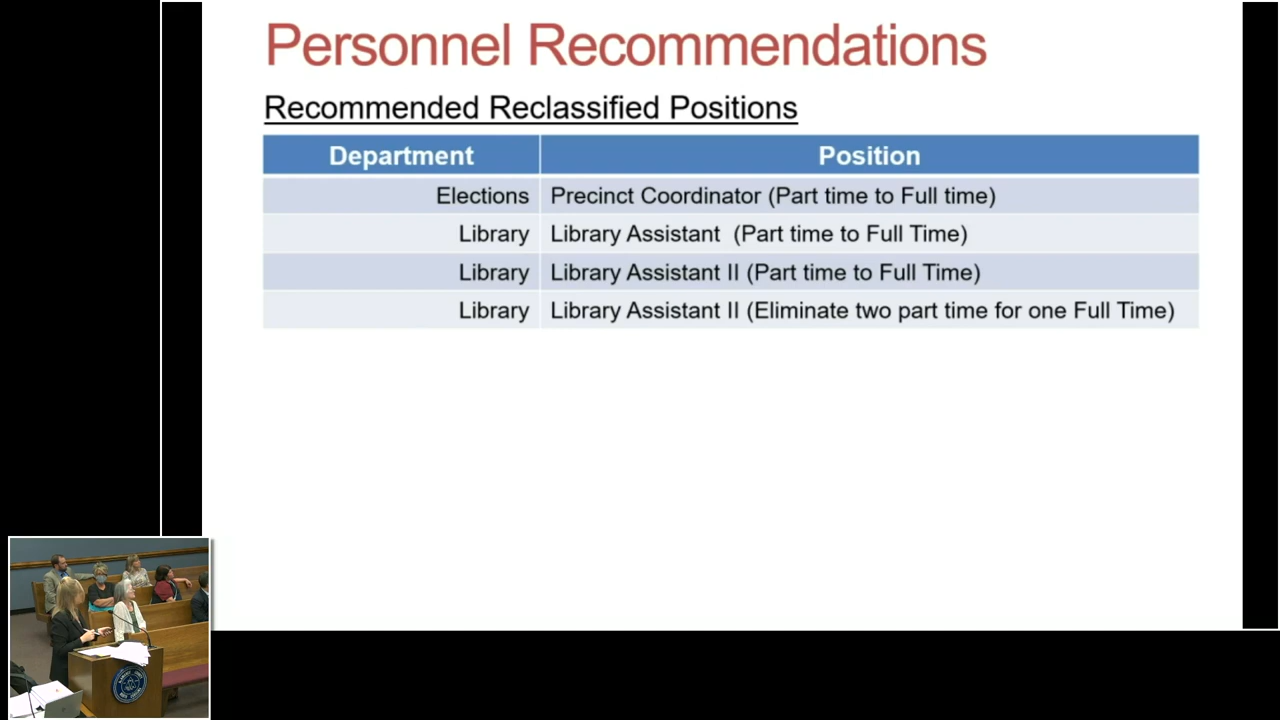 Personnel Recommendations
Recommended Reclassified Positions
Department Position
Elections Precinct Coordinator (Part time to Full time)
Library Library Assistant (Part time to Full Time)
Library Library Assistant II (Part time to Full Time)
Library Library Assistant II (Eliminate two part time for one Full Time)